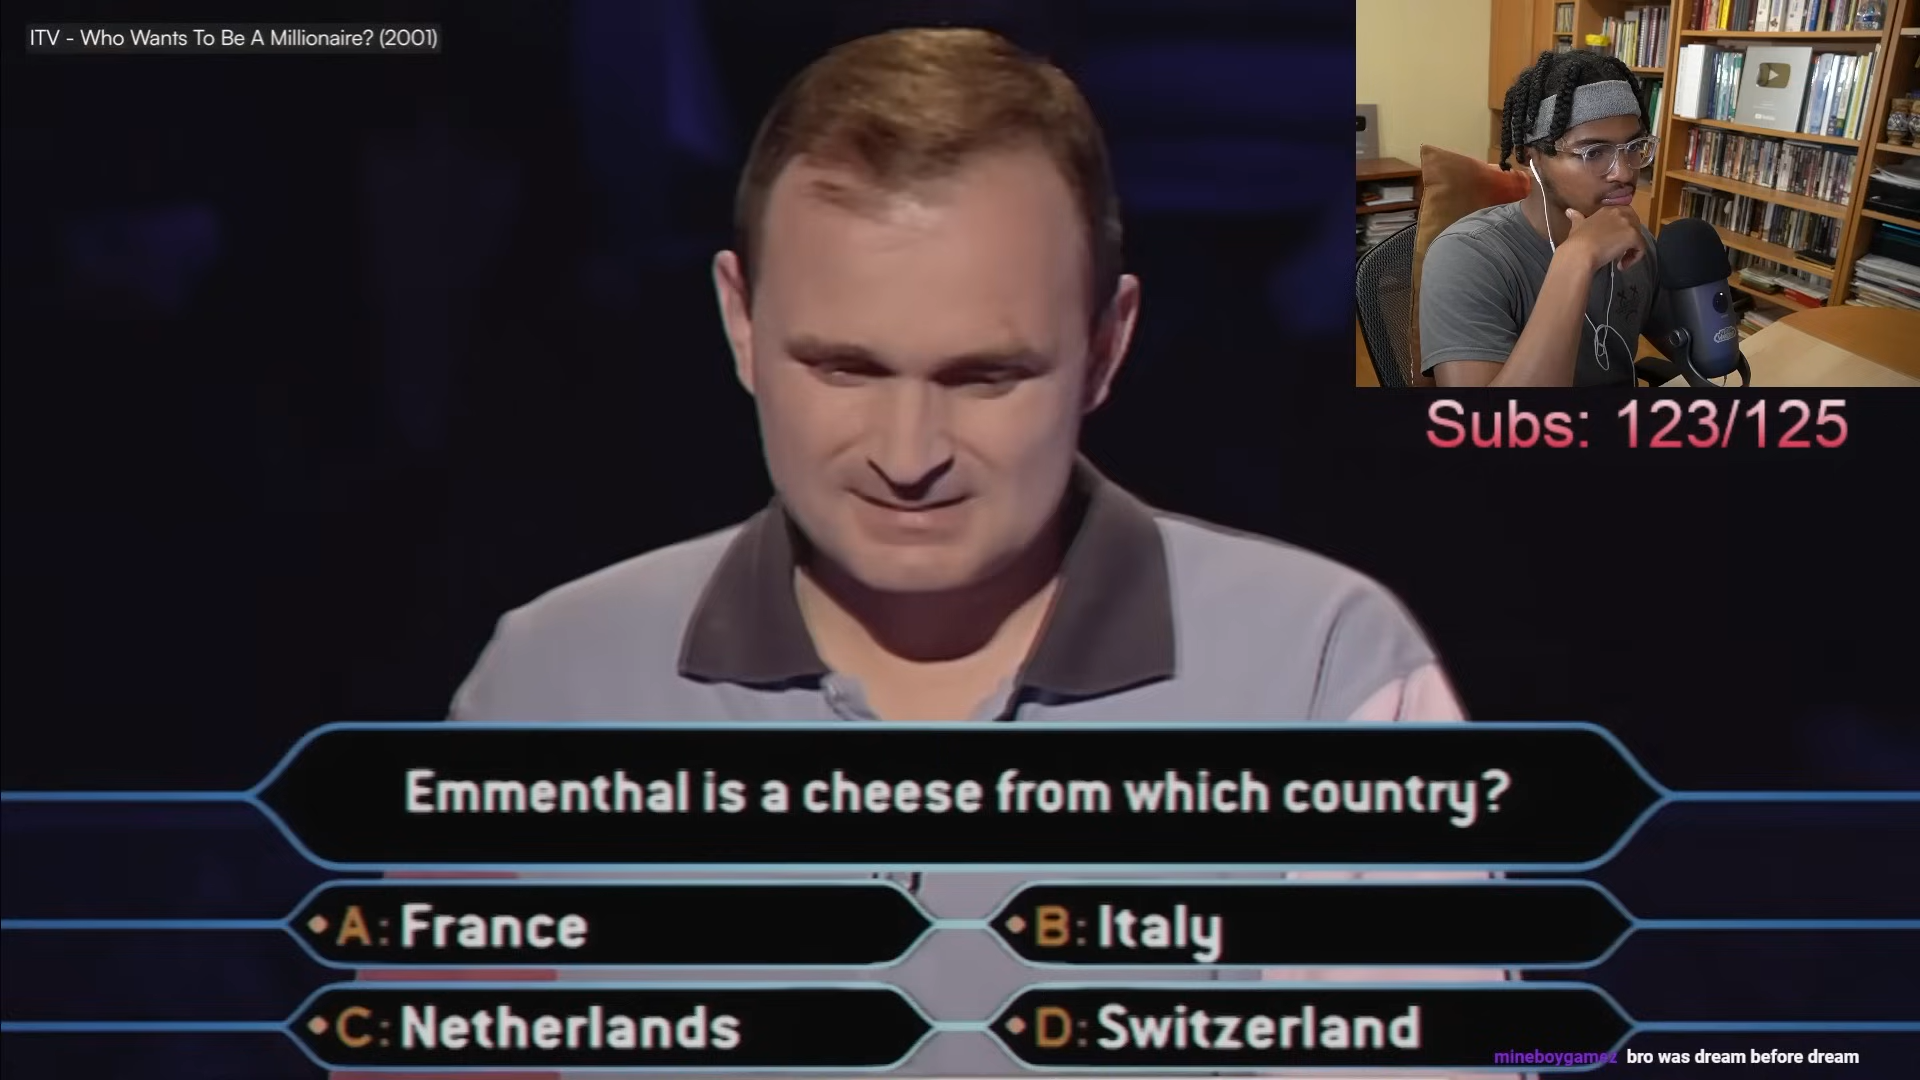 ITV - Who Wants To Be A Millionaire? (2001)
Subs: 123/125
Emmenthal is a cheese from which country?
A: France
B: Italy
C: Netherlands
D: Switzerland
mineboygamez bro was dream before dream